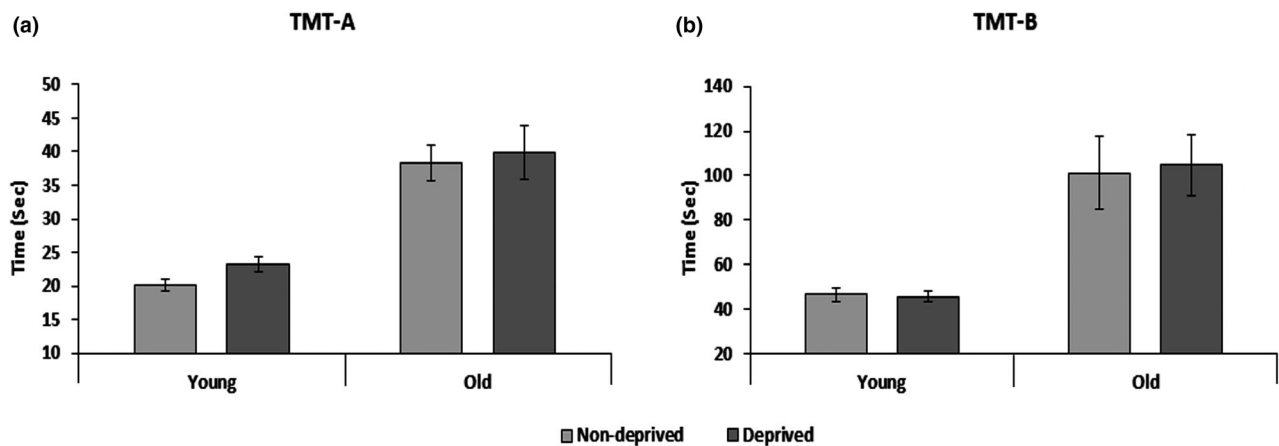 (a)
TMT-A
Time (Sec)
50
45
40
35
30
25
20
15
10
Young
Old
(b)
TMT-B
Time (Sec)
140
120
100
80
60
40
20
Young
Old
Non-deprived
Deprived